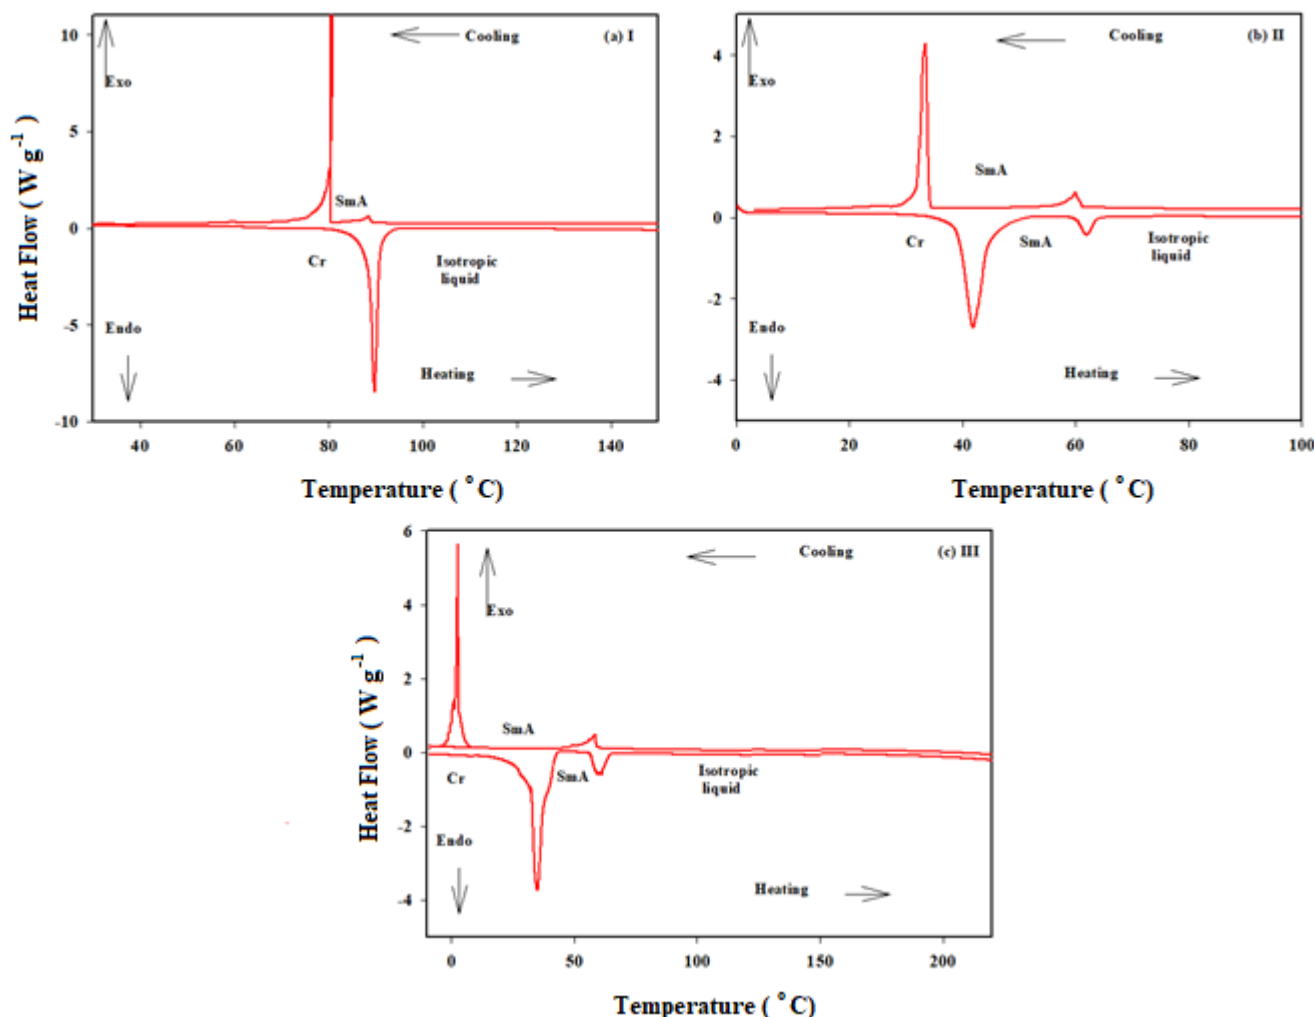 10
5
0
-5
-10
Heat Flow ( W g-1 )
Exo
Cooling
(a) I
SmA
Cr
Isotropic
liquid
Endo
Heating
40
60
80
100
120
140
Temperature ( °C)
4
2
0
-2
-4
Exo
Cooling
(b) II
SmA
Cr
SmA
Isotropic
liquid
Endo
Heating
0
20
40
60
80
100
Temperature ( °C)
6
4
2
0
-2
-4
Heat Flow ( W g-1 )
Cooling
(c) III
Exo
SmA
Cr
SmA
Isotropic
liquid
Endo
Heating
0
50
100
150
200
Temperature ( °C)